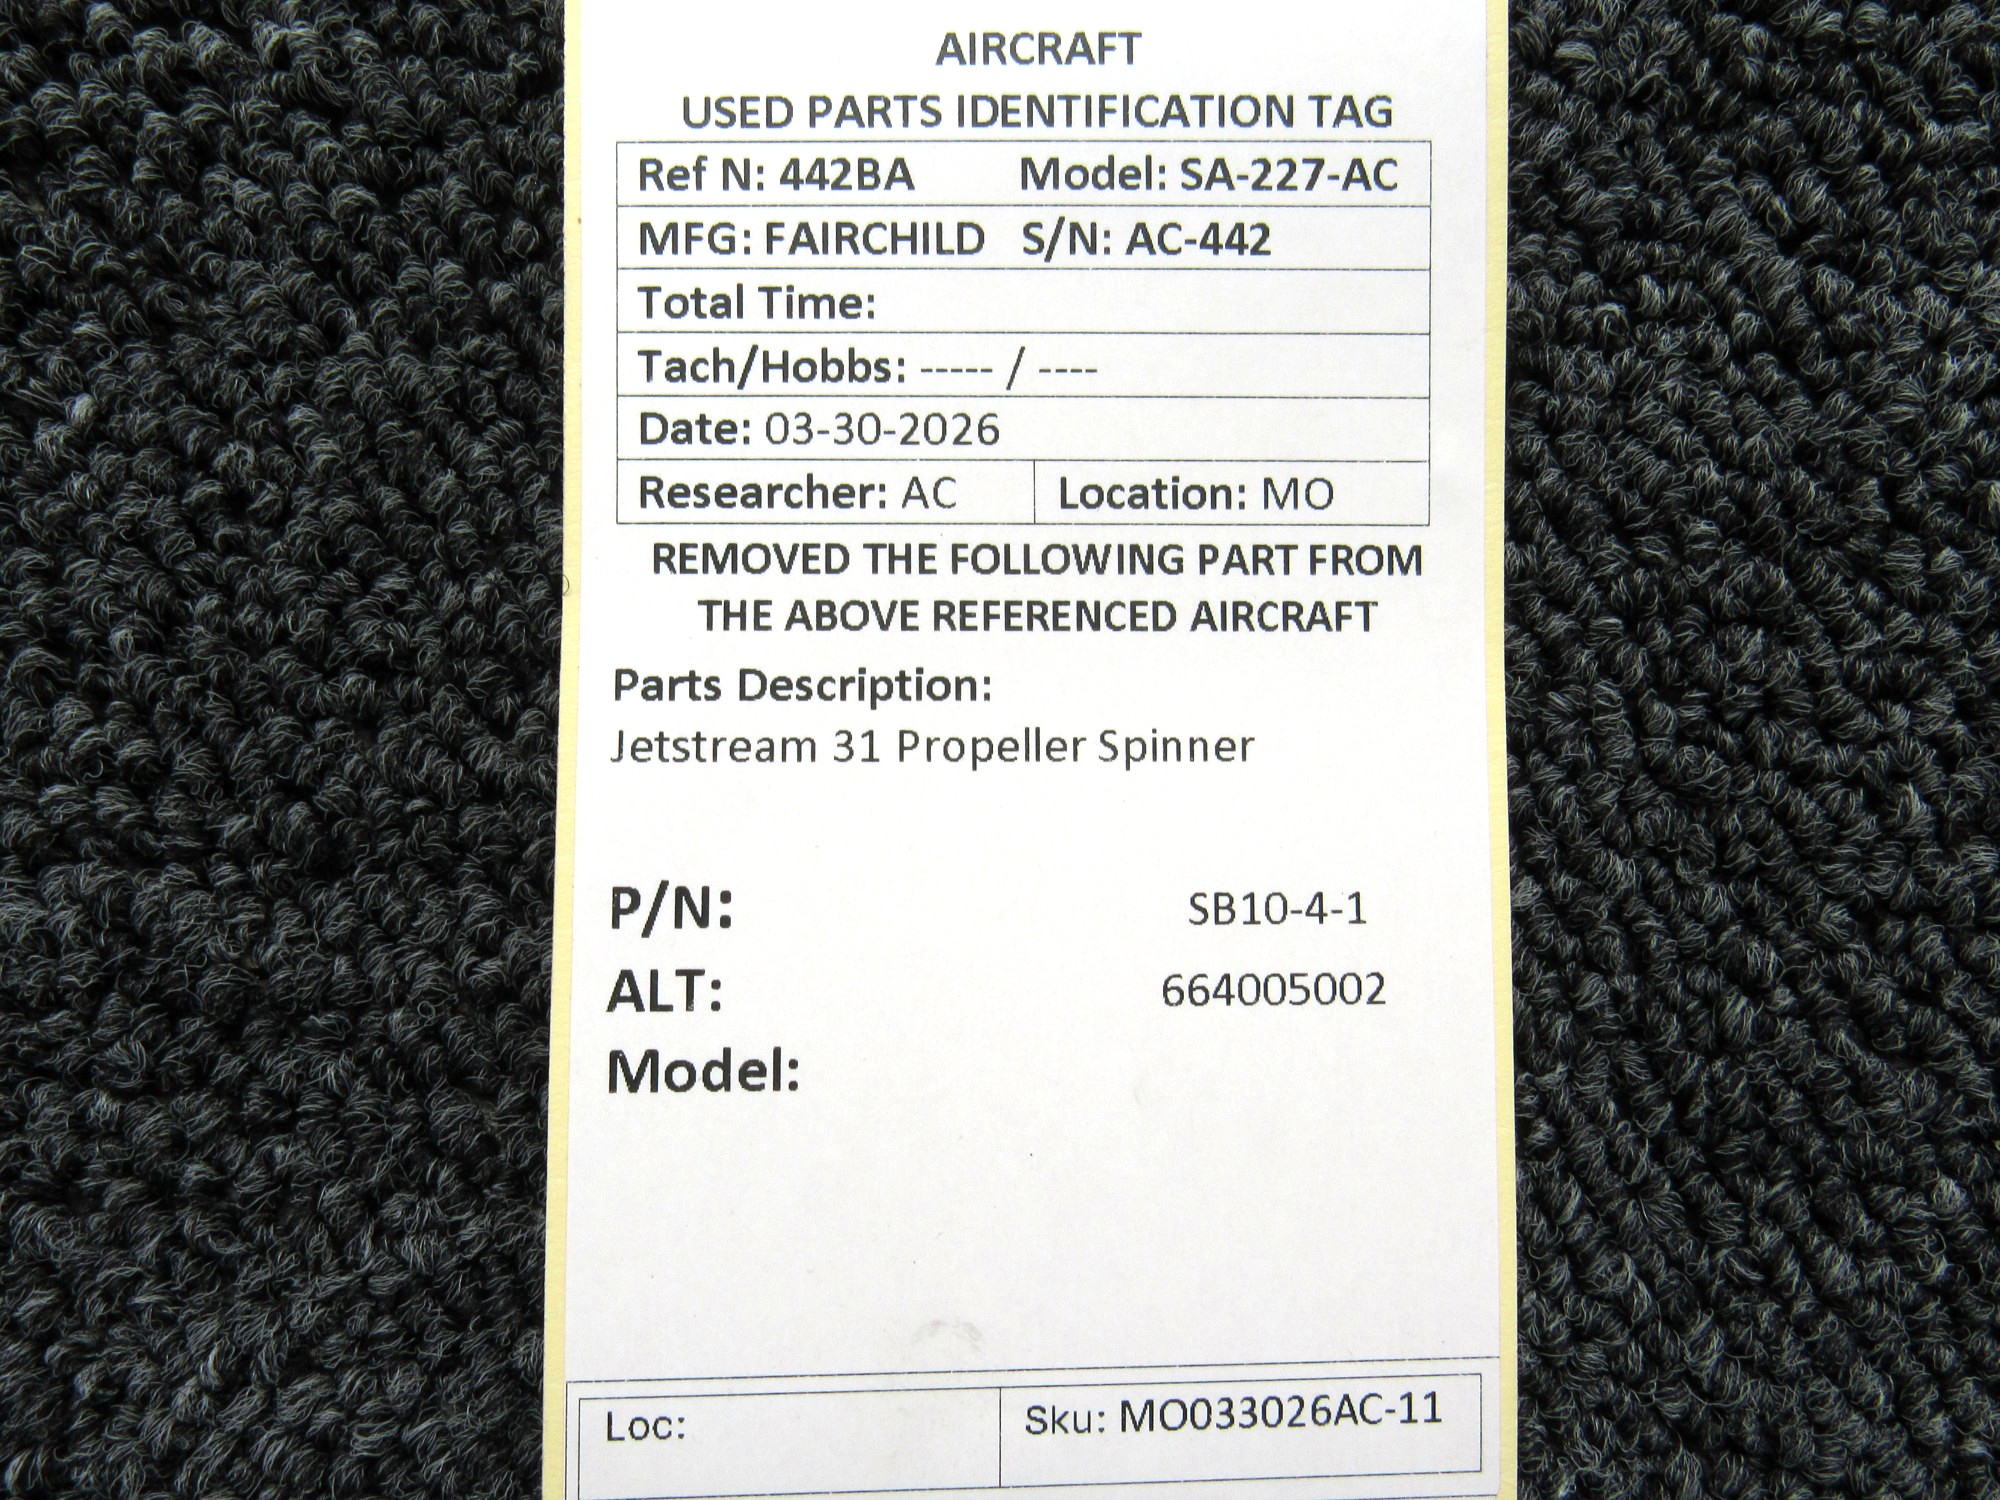 AIRCRAFT
USED PARTS IDENTIFICATION TAG
Ref N: 442BA Model: SA-227-AC
MFG: FAIRCHILD S/N: AC-442
Total Time:
Tach/Hobbs: ----- / ----
Date: 03-30-2026
Researcher: AC Location: MO
REMOVED THE FOLLOWING PART FROM
THE ABOVE REFERENCED AIRCRAFT
Parts Description:
Jetstream 31 Propeller Spinner
P/N: SB10-4-1
ALT: 664005002
Model:
Loc: Sku: MO033026AC-11